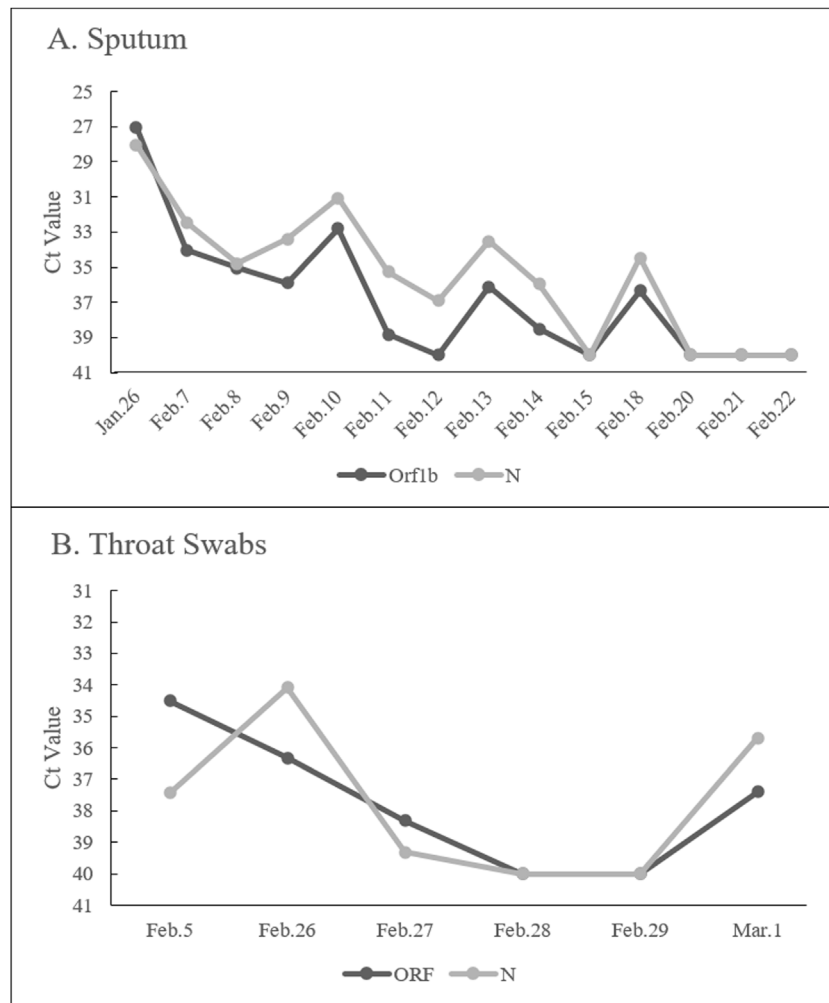 A. Sputum
25
27
29
31
33
35
37
39
41
Ct Value
Jan.26
Feb.7
Feb.8
Feb.9
Feb.10
Feb.11
Feb.12
Feb.13
Feb.14
Feb.15
Feb.18
Feb.20
Feb.21
Feb.22
Orf1b N
B. Throat Swabs
31
32
33
34
35
36
37
38
39
40
41
Ct Value
Feb.5 Feb.26 Feb.27 Feb.28 Feb.29 Mar.1
ORF N